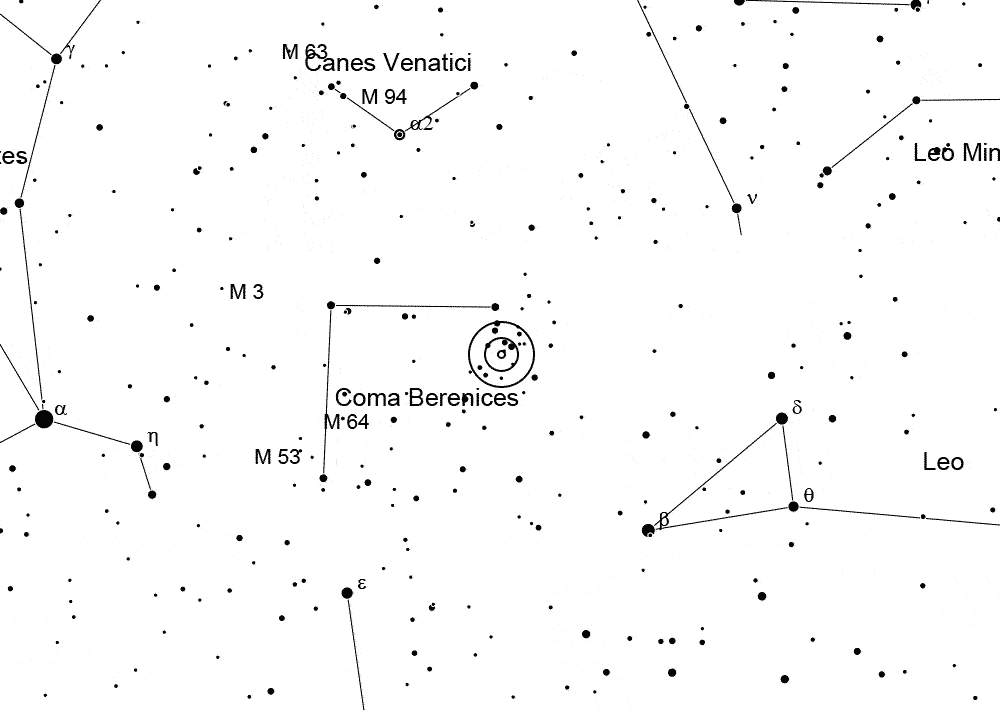 γ
M 63
Canes Venatici
M 94
α2
tes
Leo Min
ν
M 3
Coma Berenices
α
M 64
η
M 53
δ
Leo
θ
β
ε